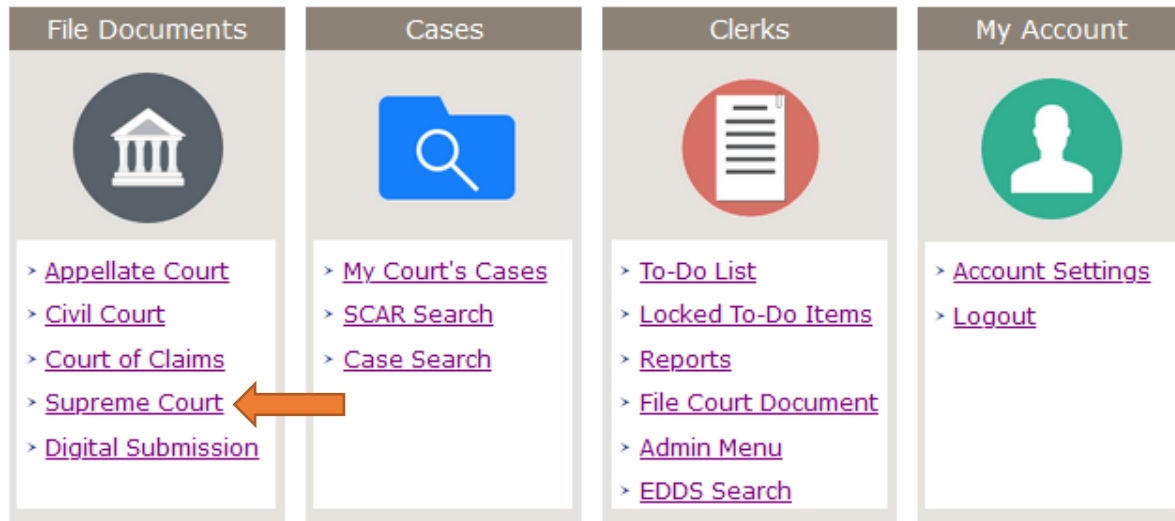 File Documents
Appellate Court
Civil Court
Court of Claims
Supreme Court
Digital Submission
Cases
My Court's Cases
SCAR Search
Case Search
Clerks
To-Do List
Locked To-Do Items
Reports
File Court Document
Admin Menu
EDDS Search
My Account
Account Settings
Logout